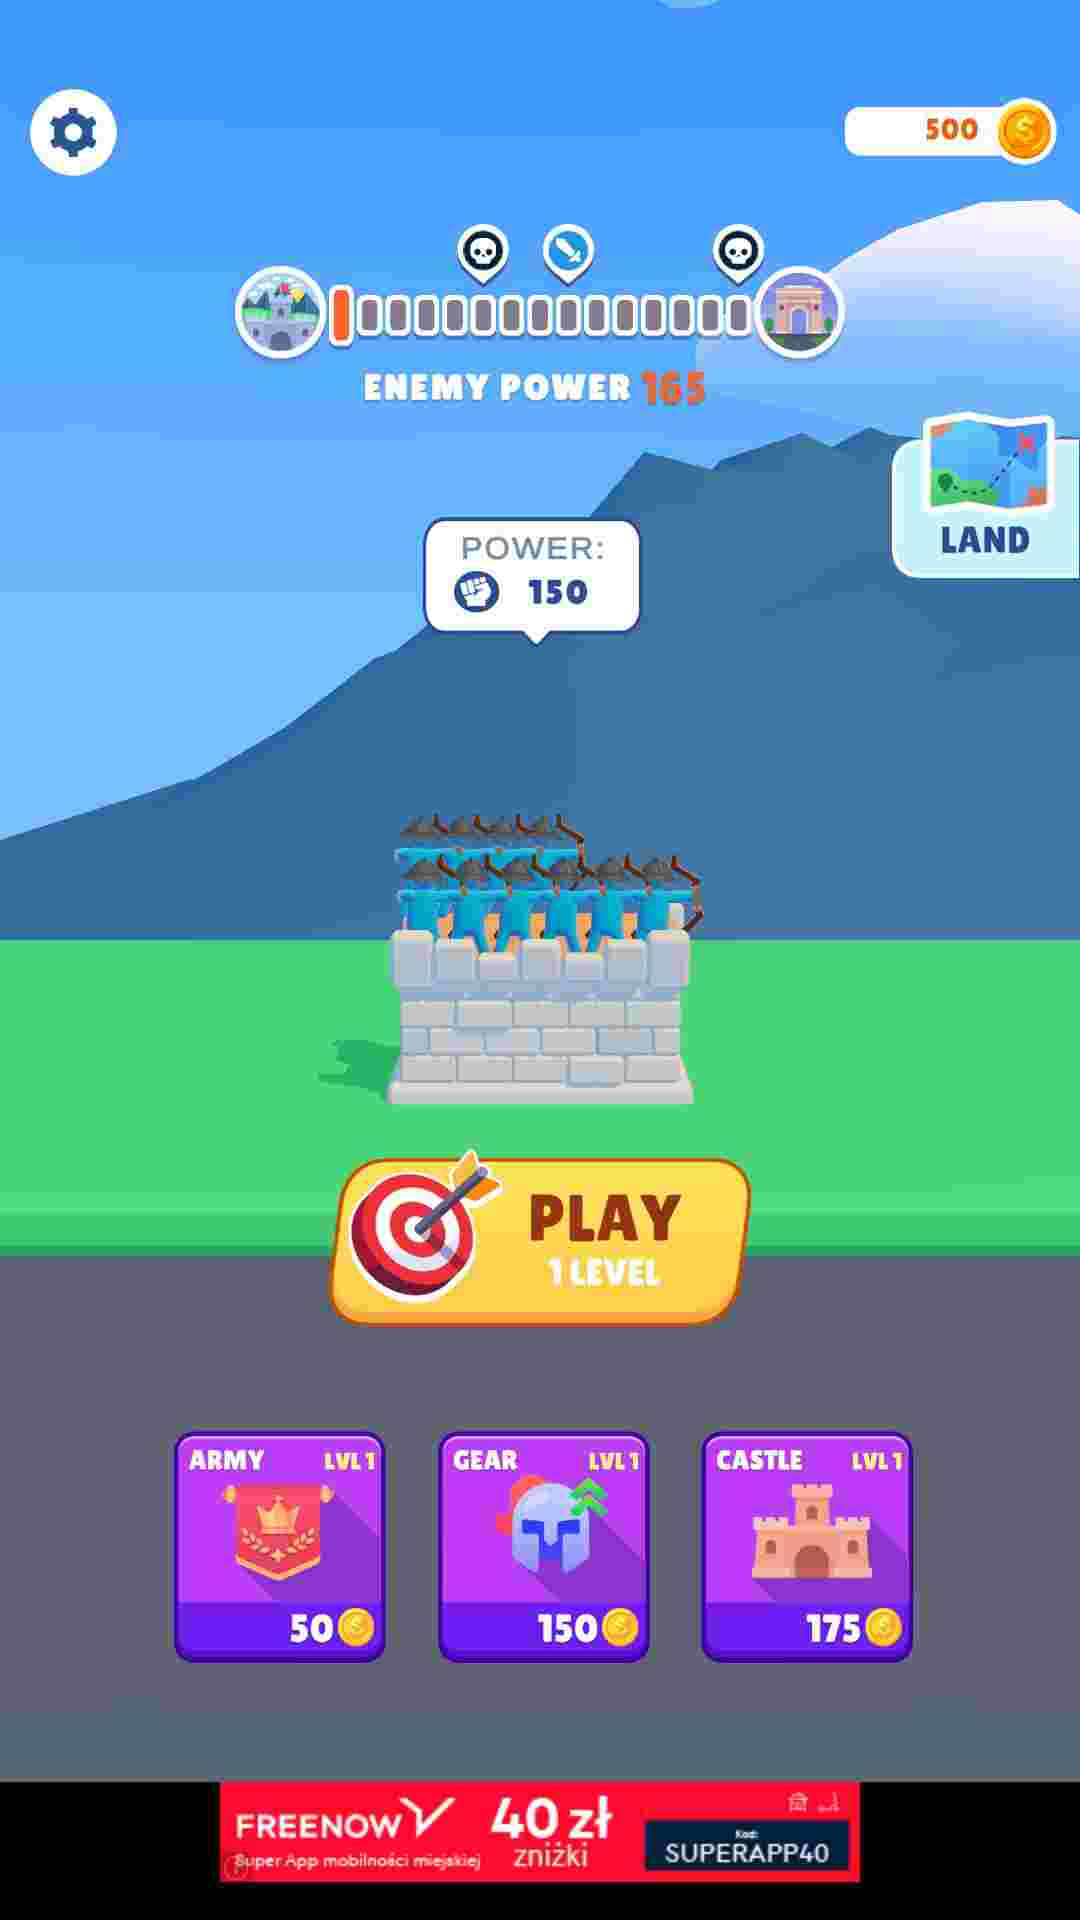 500
ENEMY POWER 165
LAND
POWER:
150
PLAY
1 LEVEL
ARMY LVL 1
GEAR LVL 1
CASTLE LVL 1
50
150
175
FREENOW
Super App mobilności miejskiej
40 zł
zniżki
Kod:
SUPERAPP40